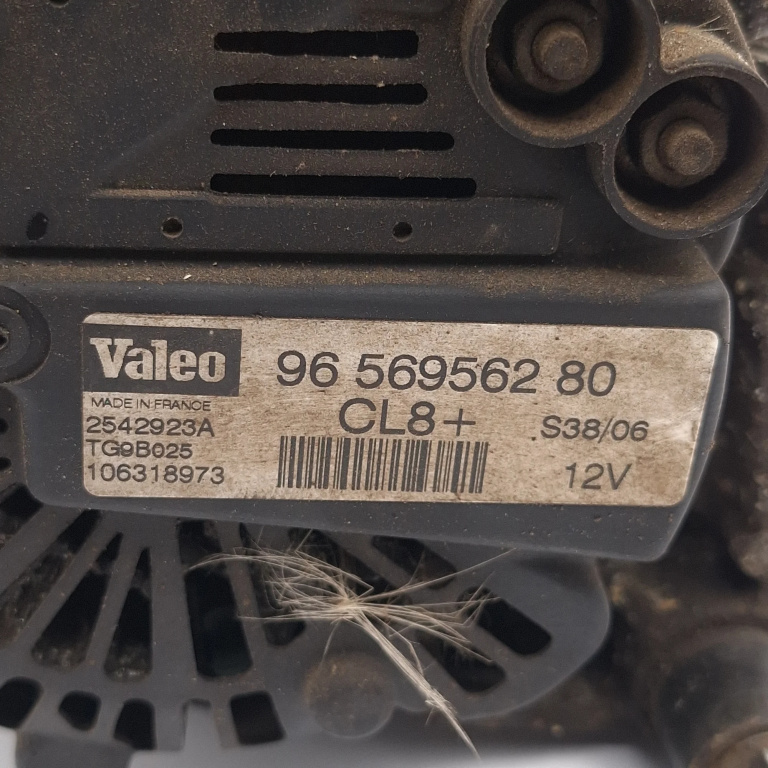 Valeo
96 569562 80
MADE IN FRANCE
CL8+
2542923A
S38/06
TG9B025
106318973
12V